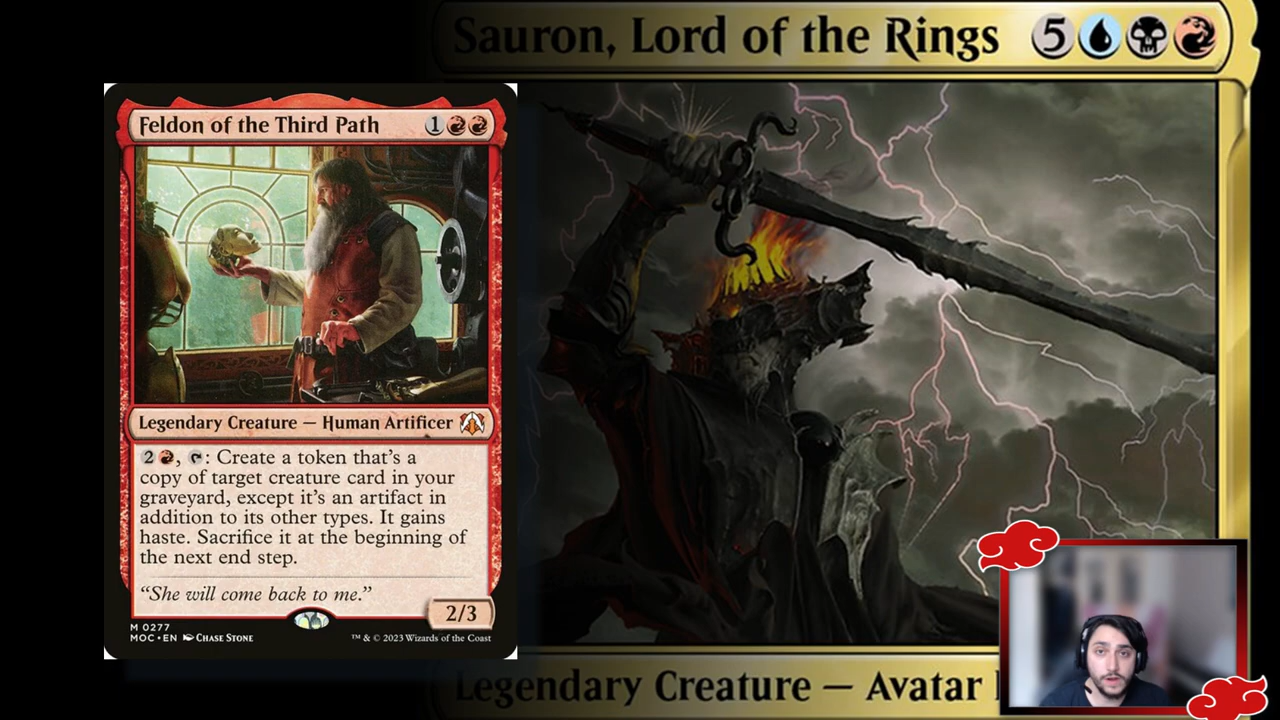 Sauron, Lord of the Rings 5
Feldon of the Third Path 1
Legendary Creature — Human Artificer
2 , : Create a token that's a
copy of target creature card in your
graveyard, except it's an artifact in
addition to its other types. It gains
haste. Sacrifice it at the beginning of
the next end step.
“She will come back to me.”
2/3
M 0277
MOC • EN CHASE STONE
™ & © 2023 Wizards of the Coast
Legendary Creature — Avatar